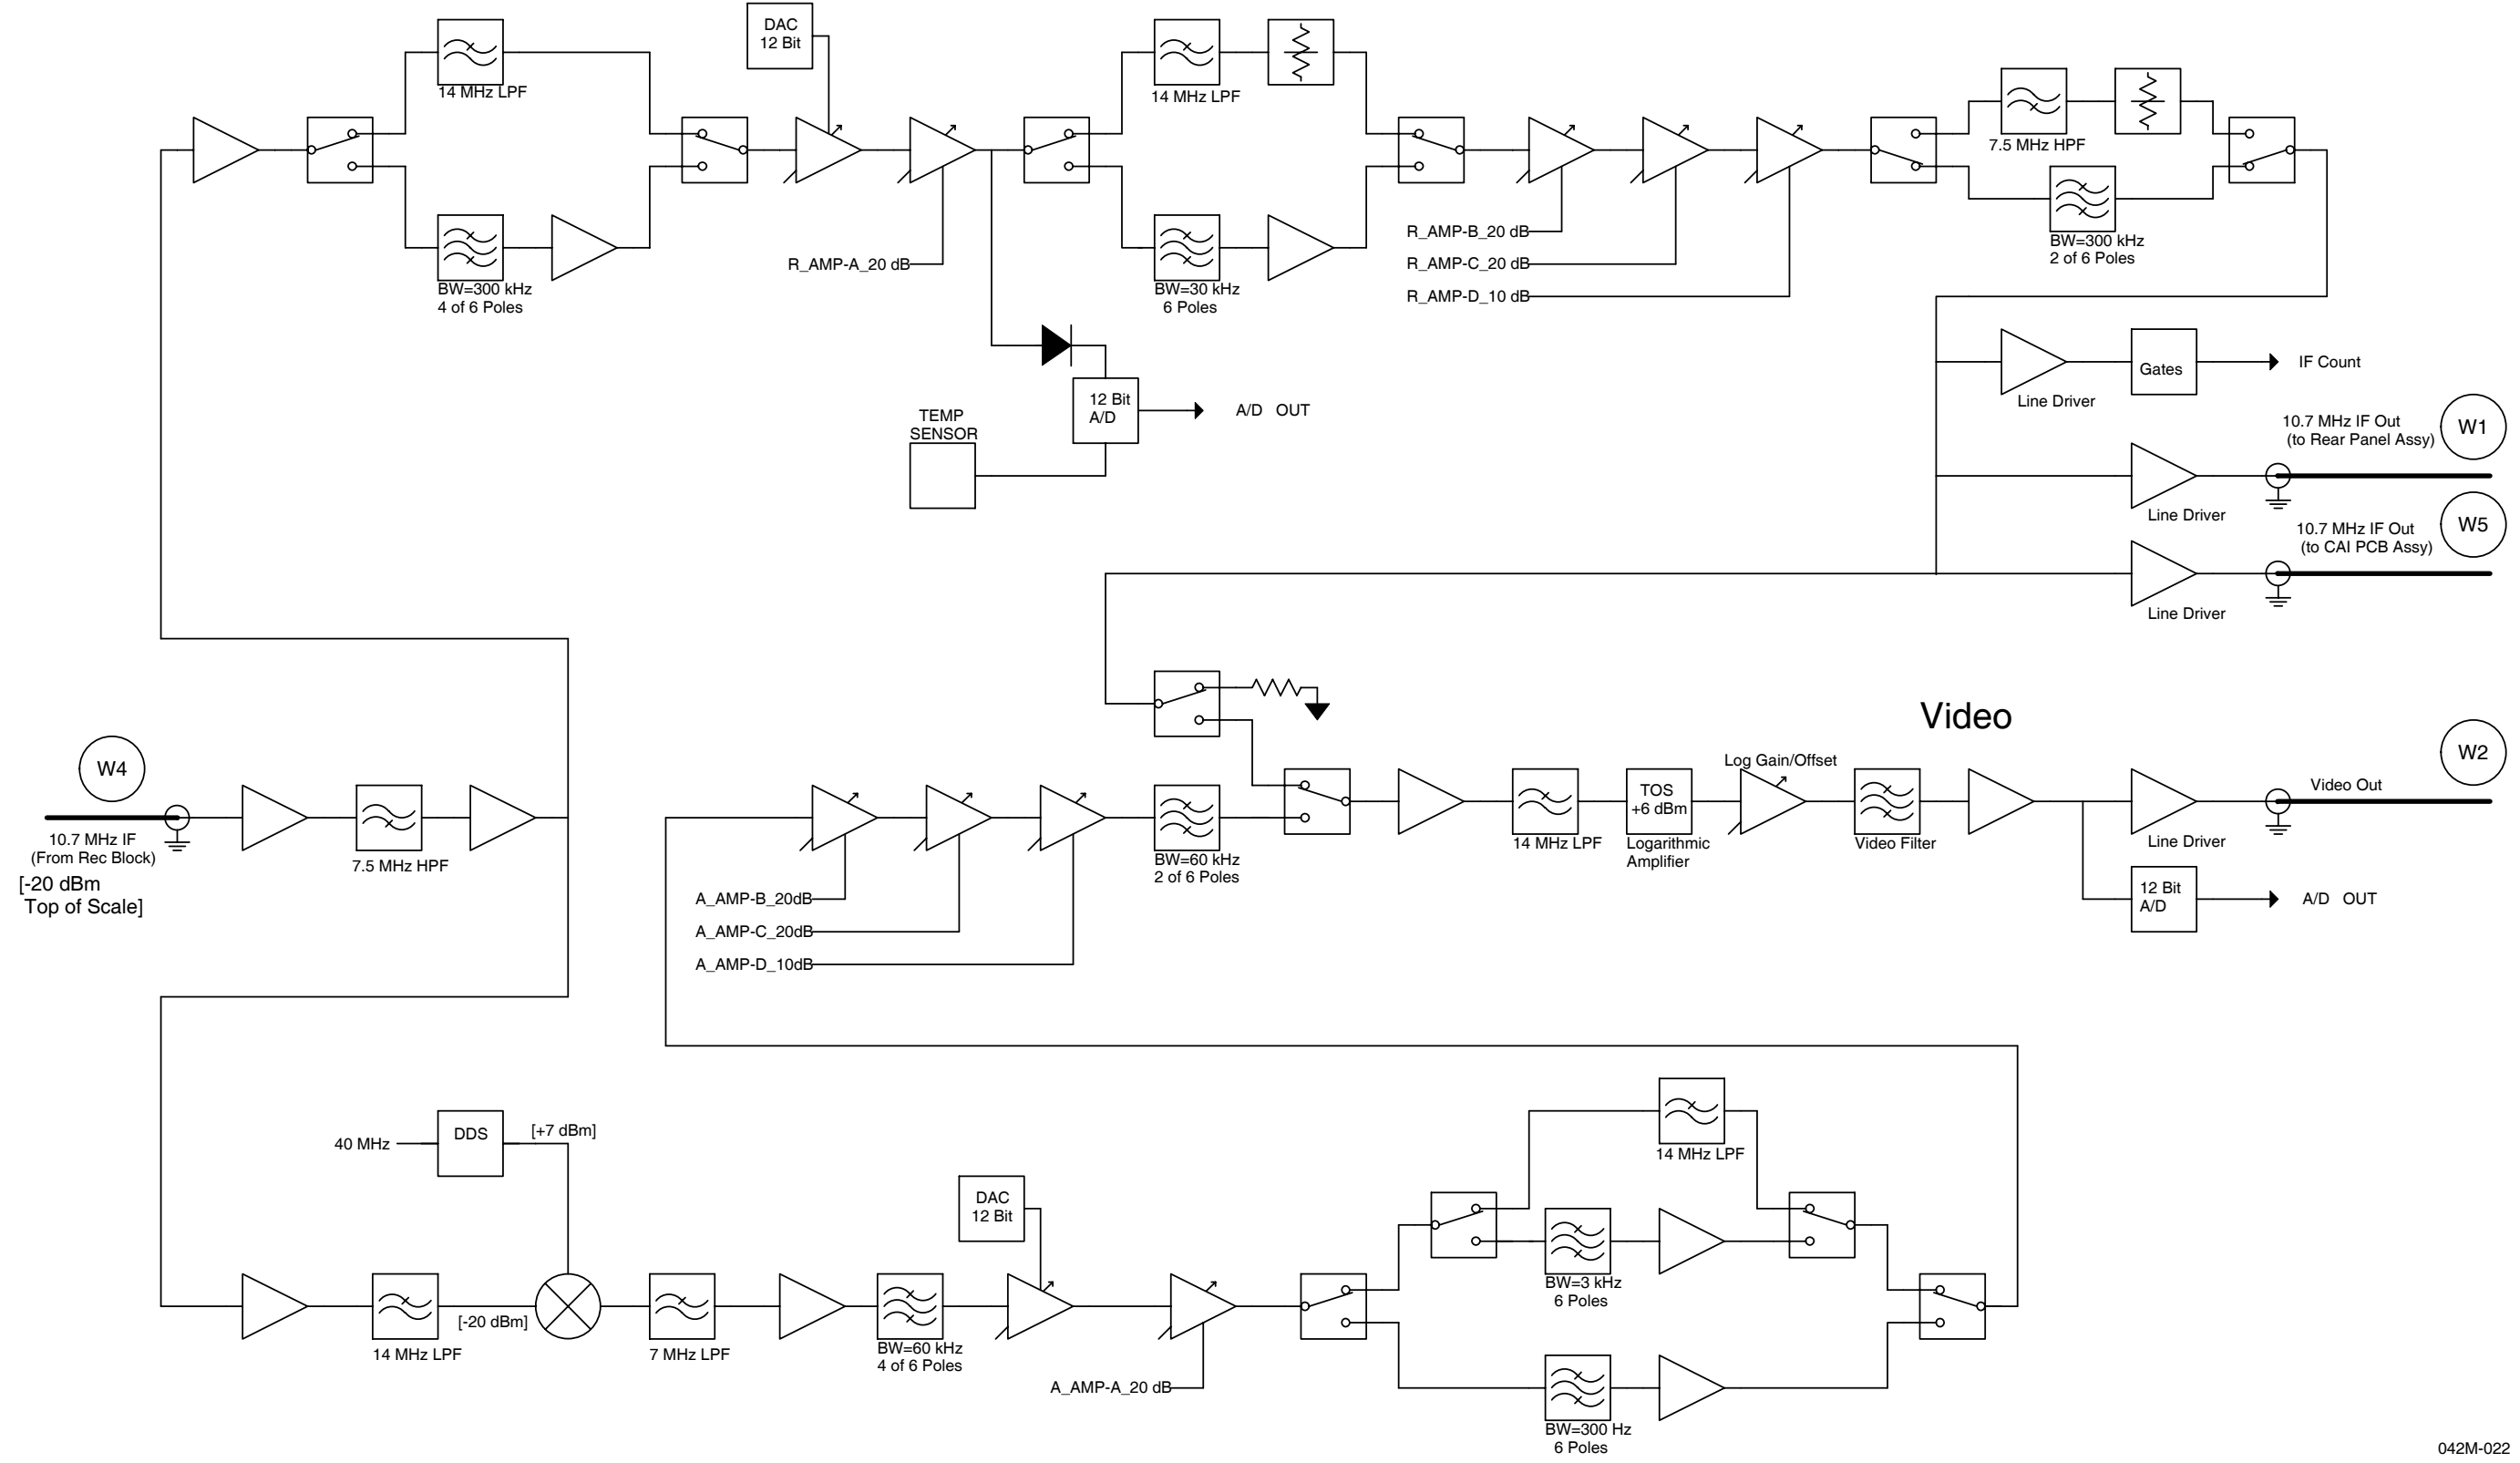 DAC
12 Bit
14 MHz LPF
14 MHz LPF
7.5 MHz HPF
R_AMP-B_20 dB
R_AMP-C_20 dB
R_AMP-D_10 dB
BW=300 kHz
2 of 6 Poles
R_AMP-A_20 dB
BW=300 kHz
4 of 6 Poles
BW=30 kHz
6 Poles
Gates
IF Count
Line Driver
12 Bit
A/D
A/D OUT
TEMP
SENSOR
10.7 MHz IF Out
(to Rear Panel Assy)
W1
Line Driver
10.7 MHz IF Out
(to CAI PCB Assy)
W5
Line Driver
Video
W4
10.7 MHz IF
(From Rec Block)
[-20 dBm
Top of Scale]
7.5 MHz HPF
A_AMP-B_20dB
A_AMP-C_20dB
A_AMP-D_10dB
BW=60 kHz
2 of 6 Poles
14 MHz LPF
TOS
+6 dBm
Logarithmic
Amplifier
Log Gain/Offset
Video Filter
Line Driver
Video Out
W2
12 Bit
A/D
A/D OUT
40 MHz
DDS
[+7 dBm]
14 MHz LPF
[-20 dBm]
7 MHz LPF
BW=60 kHz
4 of 6 Poles
DAC
12 Bit
A_AMP-A_20 dB
14 MHz LPF
BW=3 kHz
6 Poles
BW=300 Hz
6 Poles
042M-022